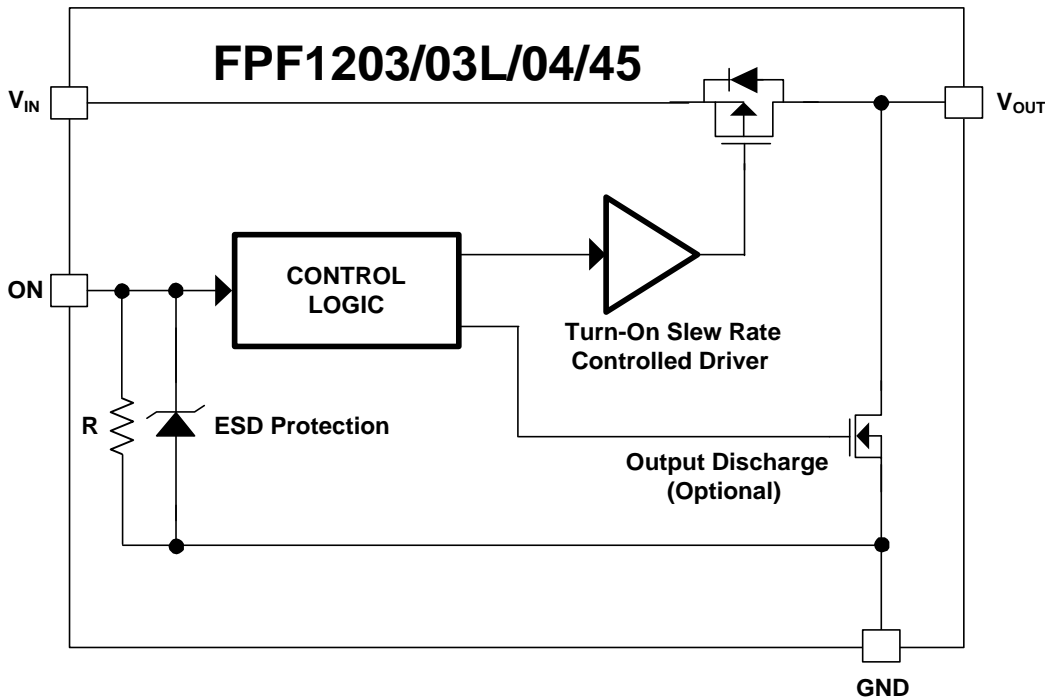 FPF1203/03L/04/45
VIN
VOUT
ON
CONTROL
LOGIC
Turn-On Slew Rate
Controlled Driver
R
ESD Protection
Output Discharge
(Optional)
GND